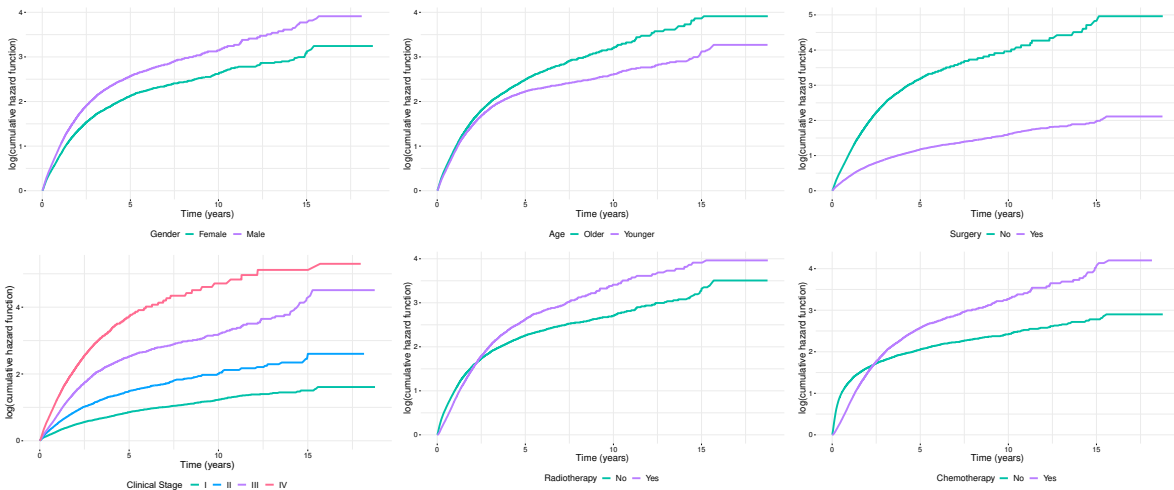 log(cumulative hazard function)
4
3
2
1
0
0
5
10
15
Time (years)
Gender Female Male
log(cumulative hazard function)
4
3
2
1
0
0
5
10
15
Time (years)
Age Older Younger
log(cumulative hazard function)
5
4
3
2
1
0
0
5
10
15
Time (years)
Surgery No Yes
log(cumulative hazard function)
4
2
0
0
5
10
15
Time (years)
Clinical Stage I II III IV
log(cumulative hazard function)
4
3
2
1
0
0
5
10
15
Time (years)
Radiotherapy No Yes
log(cumulative hazard function)
4
3
2
1
0
0
5
10
15
Time (years)
Chemotherapy No Yes